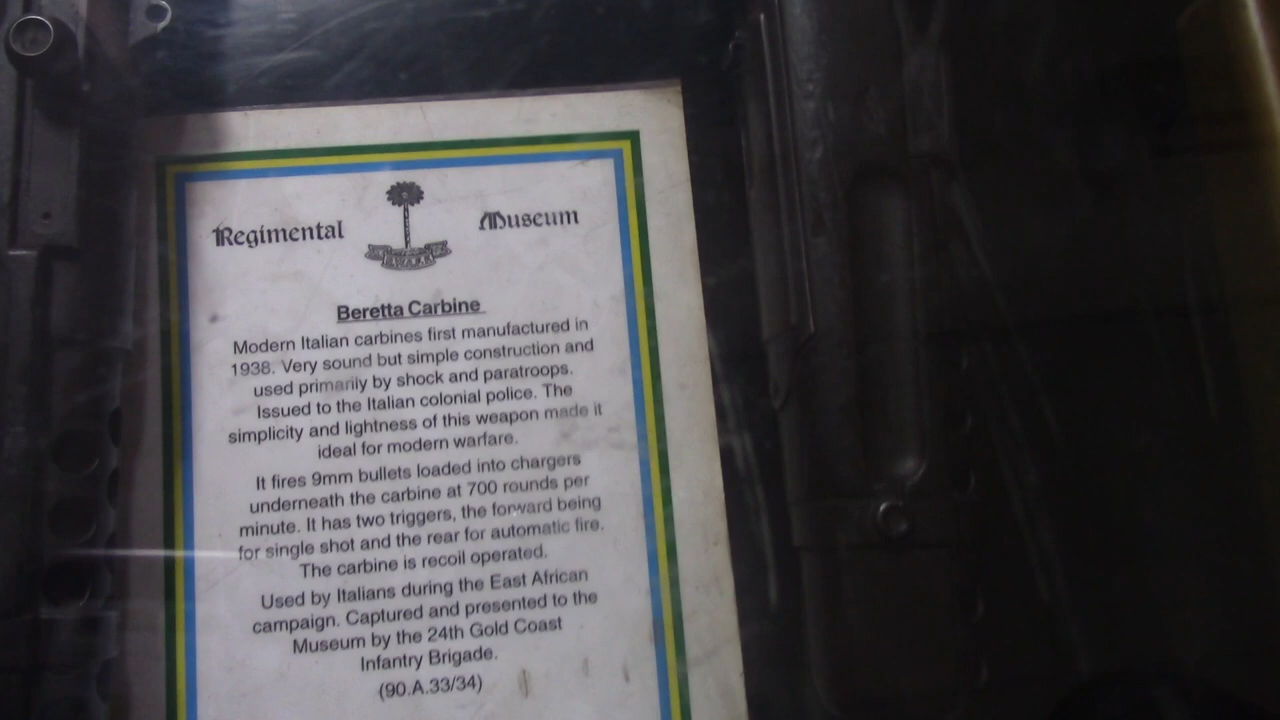 Regimental Museum
R.W.A.F.F.
Beretta Carbine
Modern Italian carbines first manufactured in
1938. Very sound but simple construction and
used primarily by shock and paratroops.
Issued to the Italian colonial police. The
simplicity and lightness of this weapon made it
ideal for modern warfare.
It fires 9mm bullets loaded into chargers
underneath the carbine at 700 rounds per
minute. It has two triggers, the forward being
for single shot and the rear for automatic fire.
The carbine is recoil operated.
Used by Italians during the East African
campaign. Captured and presented to the
Museum by the 24th Gold Coast
Infantry Brigade.
(90.A.33/34)